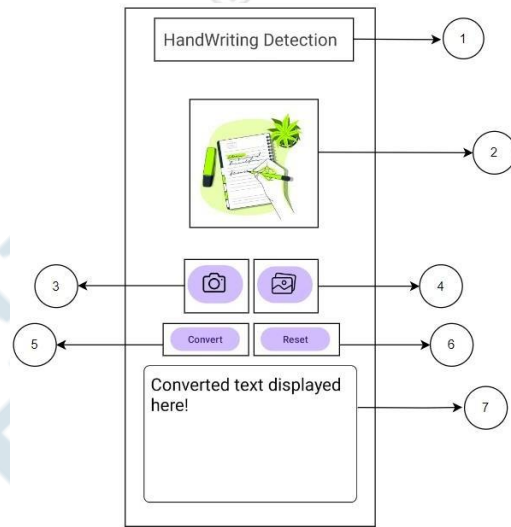 HandWriting Detection
1
2
3
4
5
Convert
Reset
6
Converted text displayed
here!
7